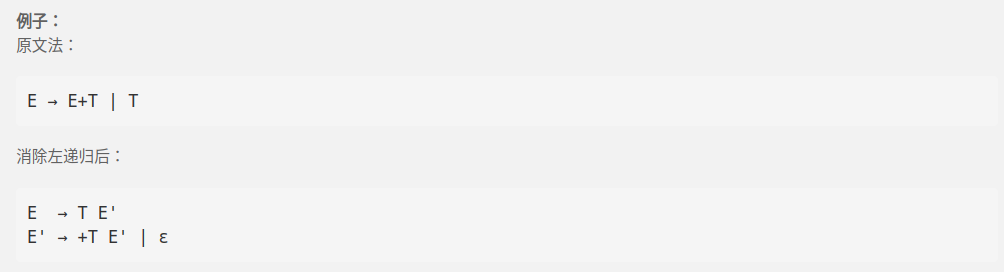 例子：
原文法：
E → E+T | T
消除左递归后：
E  → T E'
E' → +T E' | ε